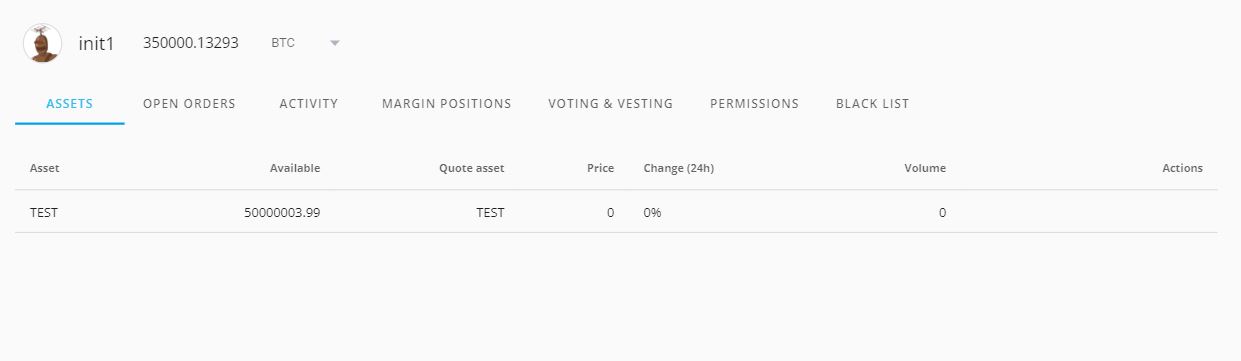 init1 350000.13293 BTC
ASSETS OPEN ORDERS ACTIVITY MARGIN POSITIONS VOTING & VESTING PERMISSIONS BLACK LIST
Asset Available Quote asset Price Change (24h) Volume Actions
TEST 50000003.99 TEST 0 0% 0